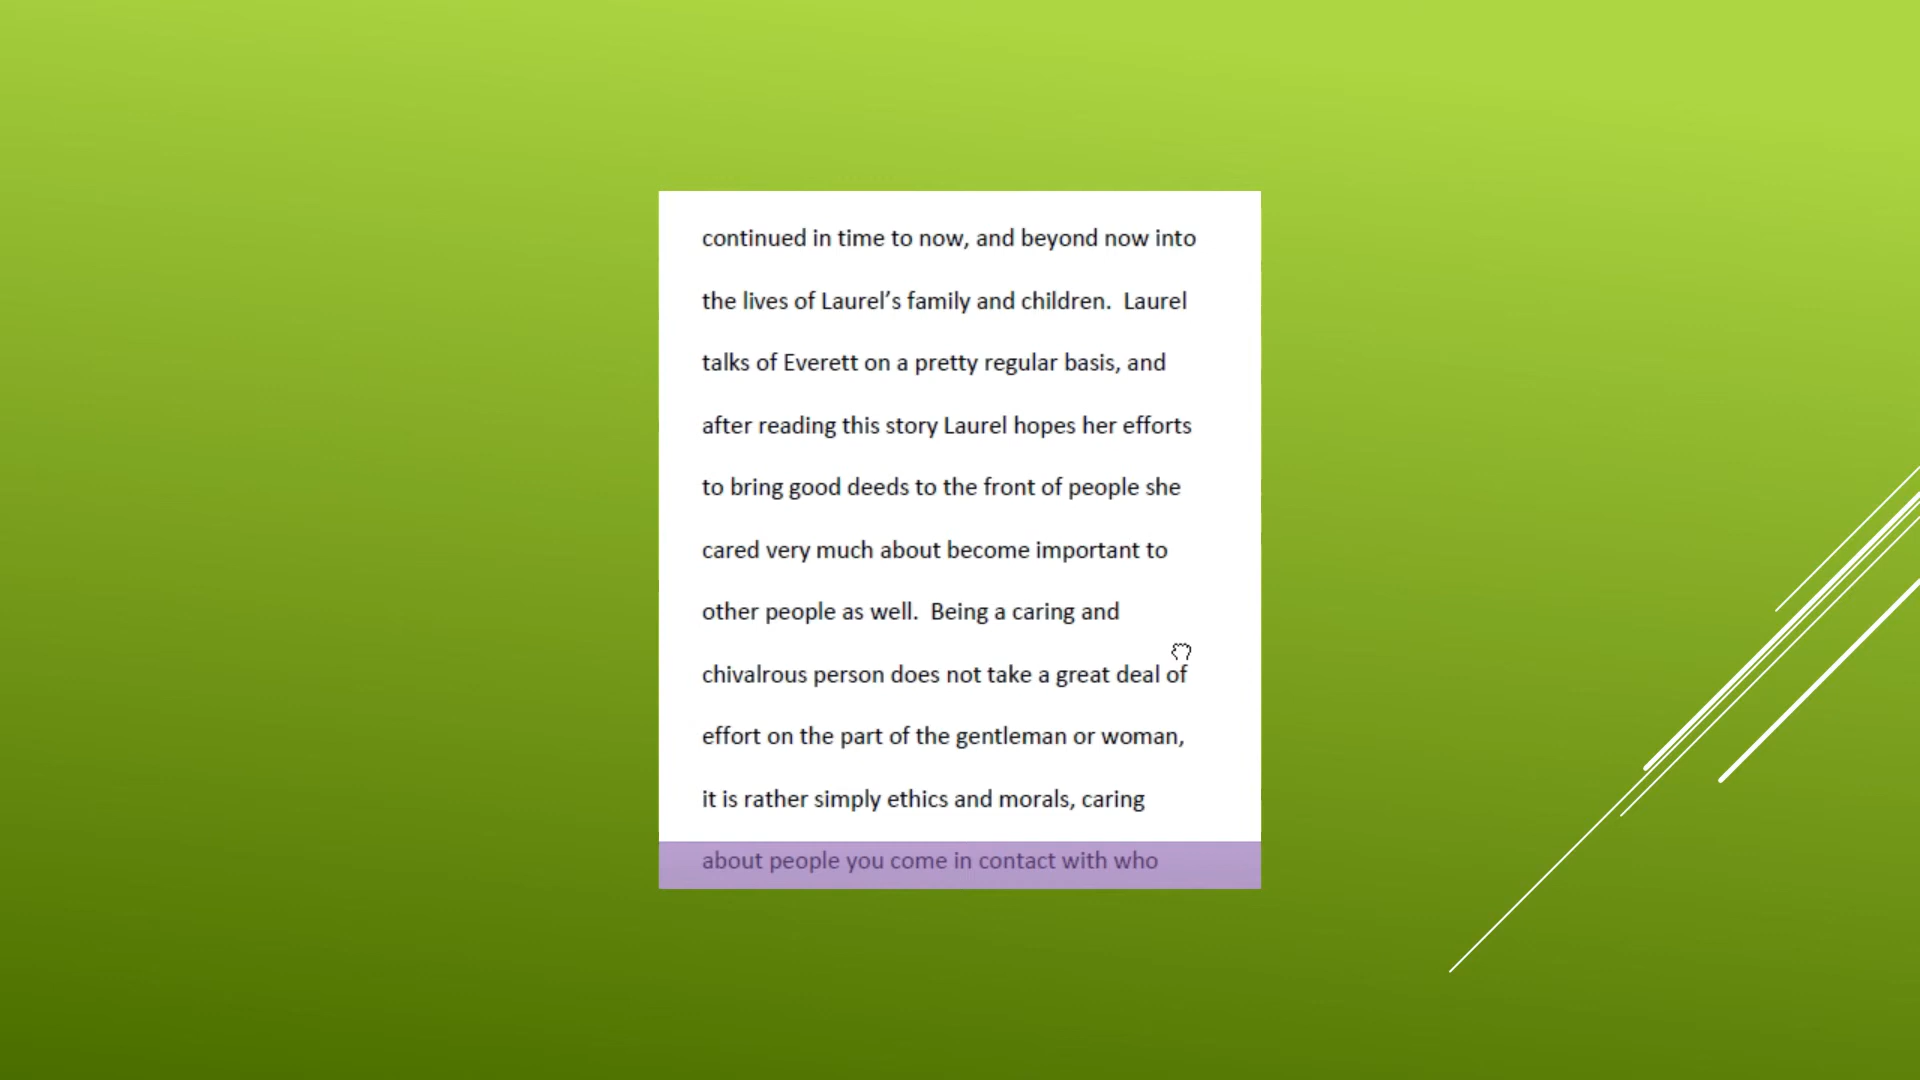 continued in time to now, and beyond now into
the lives of Laurel’s family and children.  Laurel
talks of Everett on a pretty regular basis, and
after reading this story Laurel hopes her efforts
to bring good deeds to the front of people she
cared very much about become important to
other people as well.  Being a caring and
chivalrous person does not take a great deal of
effort on the part of the gentleman or woman,
it is rather simply ethics and morals, caring
about people you come in contact with who